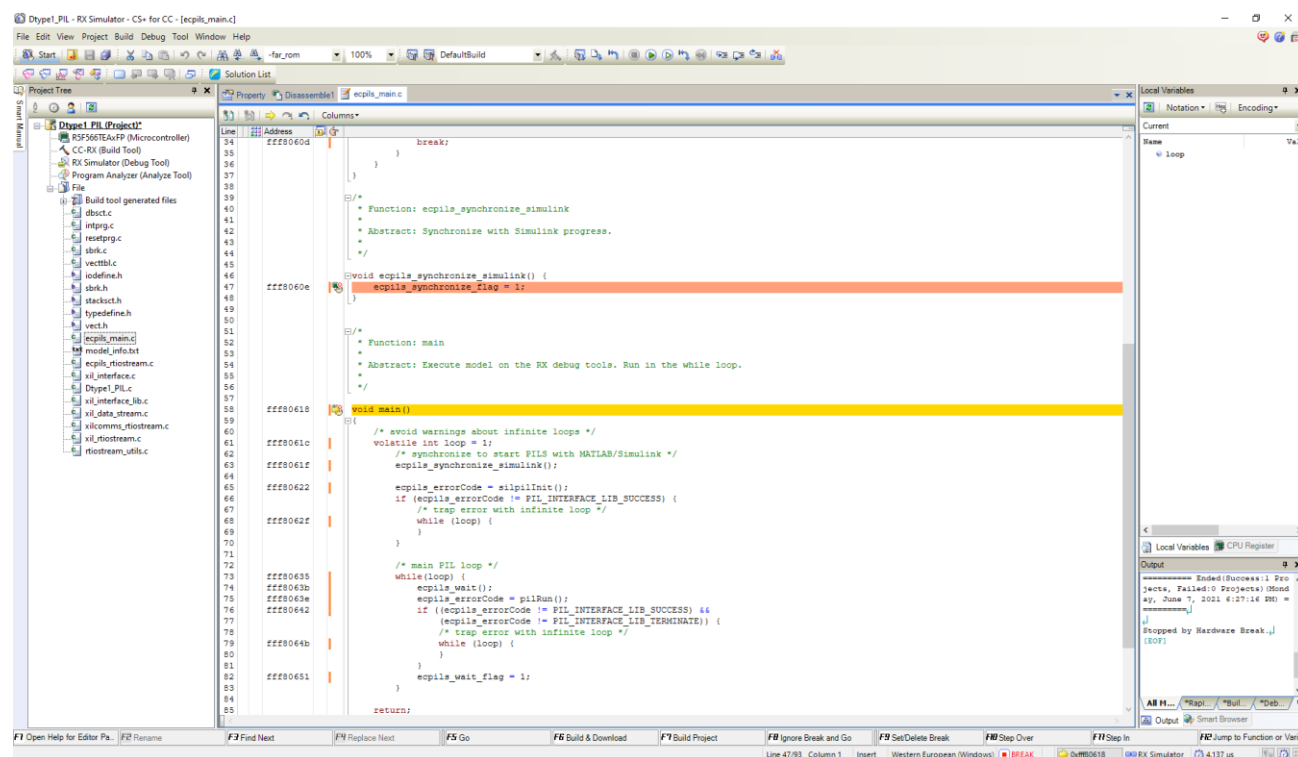 Dtype1_PIL - RX Simulator - CS+ for CC - [ecpils_main.c]
File Edit View Project Build Debug Tool Window Help
Start -far_rom 100% DefaultBuild
Solution List
Project Tree
Smart Manual
Dtype1_PIL (Project)*
R5F566TEAxFP (Microcontroller)
CC-RX (Build Tool)
RX Simulator (Debug Tool)
Program Analyzer (Analyze Tool)
File
Build tool generated files
dbsct.c
intprg.c
resetprg.c
sbrk.c
vecttbl.c
iodefine.h
sbrk.h
stacksct.h
typedefine.h
vect.h
ecpils_main.c
model_info.txt
ecpils_rtiostream.c
xil_interface.c
Dtype1_PIL.c
xil_interface_lib.c
xil_data_stream.c
xilcomms_rtiostream.c
xil_rtiostream.c
rtiostream_utils.c
Property Disassemble1 ecpils_main.c
Columns
Line Address
34 fff8060d break;
35 }
36 }
37 }
38
39 /*
40 * Function: ecpils_synchronize_simulink
41 *
42 * Abstract: Synchronize with Simulink progress.
43 *
44 */
45
46 void ecpils_synchronize_simulink() {
47 fff8060e ecpils_synchronize_flag = 1;
48 }
49
50
51 /*
52 * Function: main
53 *
54 * Abstract: Execute model on the RX debug tools. Run in the while loop.
55 *
56 */
57
58 fff80618 void main()
59 {
60 /* avoid warnings about infinite loops */
61 fff8061c volatile int loop = 1;
62 /* synchronize to start PILS with MATLAB/Simulink */
63 fff8061f ecpils_synchronize_simulink();
64
65 fff80622 ecpils_errorCode = silpilInit();
66 if (ecpils_errorCode != PIL_INTERFACE_LIB_SUCCESS) {
67 /* trap error with infinite loop */
68 fff8062f while (loop) {
69 }
70 }
71
72 /* main PIL loop */
73 fff80635 while(loop) {
74 fff8063b ecpils_wait();
75 fff8063e ecpils_errorCode = pilRun();
76 fff80642 if ((ecpils_errorCode != PIL_INTERFACE_LIB_SUCCESS) &&
77 (ecpils_errorCode != PIL_INTERFACE_LIB_TERMINATE)) {
78 /* trap error with infinite loop */
79 fff8064b while (loop) {
80 }
81 }
82 fff80651 ecpils_wait_flag = 1;
83 }
84
85 return;
Local Variables
Notation Encoding
Current
Name Va
loop
Local Variables CPU Register
Output
========== Ended(Success:1 Pro
jects, Failed:0 Projects)(Mond
ay, June 7, 2021 6:27:16 PM) =
=========
Stopped by Hardware Break.
[EOF]
All M... *Rapi... *Buil... *Deb...
Output Smart Browser
F1 Open Help for Editor Pa... F2 Rename F3 Find Next F4 Replace Next F5 Go F6 Build & Download F7 Build Project F8 Ignore Break and Go F9 Set/Delete Break F10 Step Over F11 Step In F12 Jump to Function or Vari
Line 47/93 Column 1 Insert Western European (Windows) BREAK 0xfff80618 RX Simulator 4.137 us